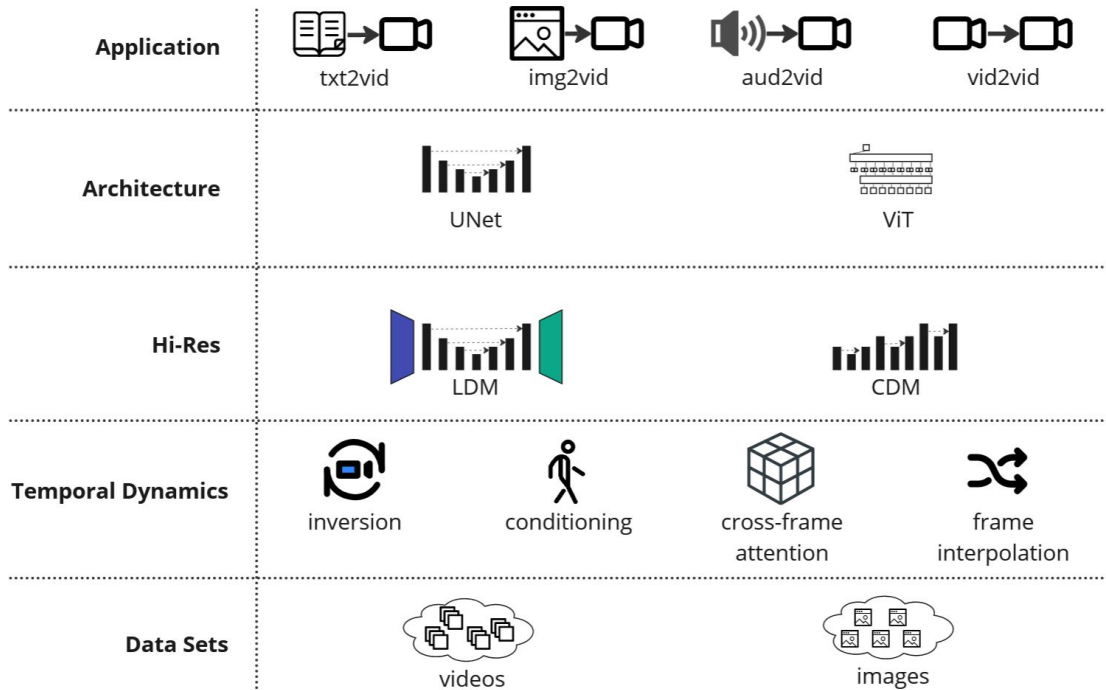 Application
txt2vid
img2vid
aud2vid
vid2vid
Architecture
UNet
ViT
Hi-Res
LDM
CDM
Temporal Dynamics
inversion
conditioning
cross-frame
attention
frame
interpolation
Data Sets
videos
images